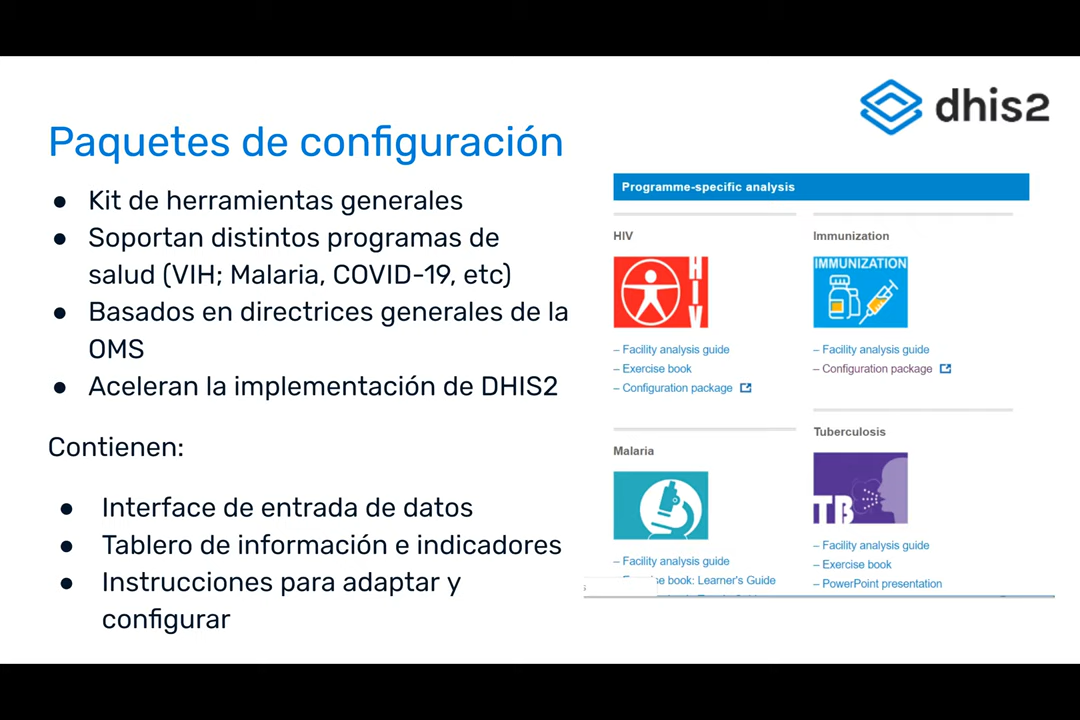 dhis2
Paquetes de configuración
● Kit de herramientas generales
● Soportan distintos programas de
salud (VIH; Malaria, COVID-19, etc)
● Basados en directrices generales de la
OMS
● Aceleran la implementación de DHIS2
Contienen:
● Interface de entrada de datos
● Tablero de información e indicadores
● Instrucciones para adaptar y
configurar
Programme-specific analysis
HIV
HIV
– Facility analysis guide
– Exercise book
– Configuration package
Immunization
IMMUNIZATION
– Facility analysis guide
– Configuration package
Malaria
– Facility analysis guide
book: Learner's Guide
Tuberculosis
TB
– Facility analysis guide
– Exercise book
– PowerPoint presentation